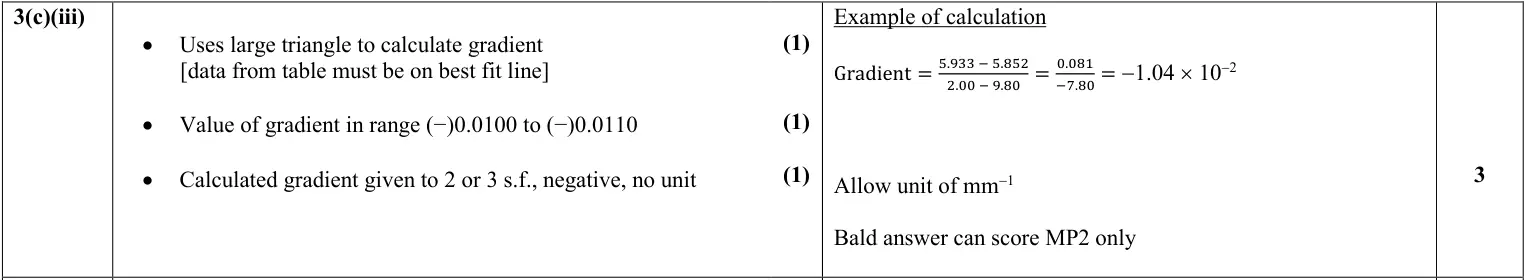 3(c)(iii)
• Uses large triangle to calculate gradient (1)
[data from table must be on best fit line]
• Value of gradient in range (−)0.0100 to (−)0.0110 (1)
• Calculated gradient given to 2 or 3 s.f., negative, no unit (1)
Example of calculation
Gradient = (5.933 − 5.852)/(2.00 − 9.80) = 0.081/−7.80 = −1.04 × 10⁻²
Allow unit of mm⁻¹
Bald answer can score MP2 only
3